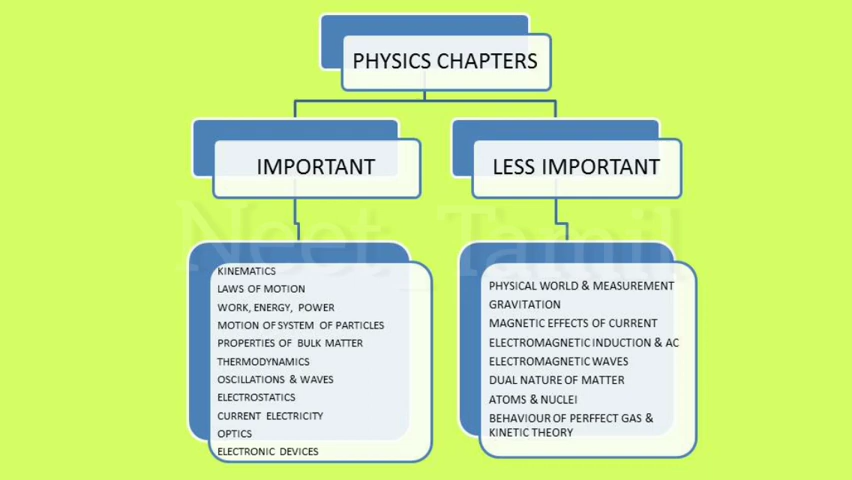 PHYSICS CHAPTERS
IMPORTANT
LESS IMPORTANT
Neet_Tamil
KINEMATICS
LAWS OF MOTION
WORK, ENERGY, POWER
MOTION OF SYSTEM OF PARTICLES
PROPERTIES OF BULK MATTER
THERMODYNAMICS
OSCILLATIONS & WAVES
ELECTROSTATICS
CURRENT ELECTRICITY
OPTICS
ELECTRONIC DEVICES
PHYSICAL WORLD & MEASUREMENT
GRAVITATION
MAGNETIC EFFECTS OF CURRENT
ELECTROMAGNETIC INDUCTION & AC
ELECTROMAGNETIC WAVES
DUAL NATURE OF MATTER
ATOMS & NUCLEI
BEHAVIOUR OF PERFFECT GAS &
KINETIC THEORY